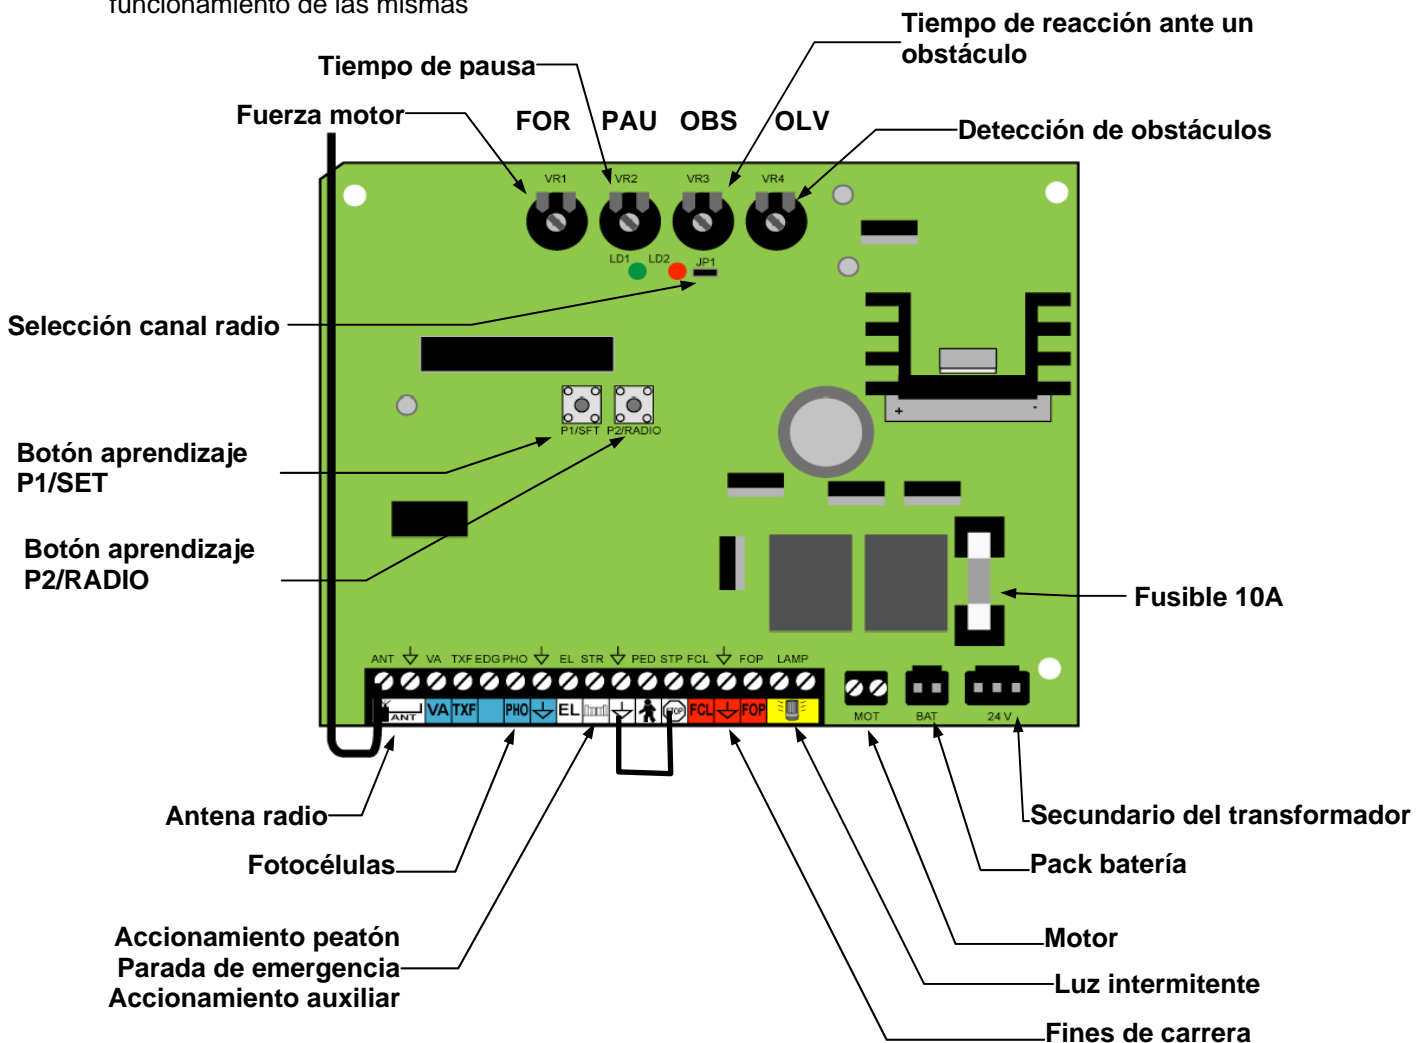 funcionamiento de las mismas
Tiempo de reacción ante un
obstáculo
Tiempo de pausa
Fuerza motor
FOR PAU OBS OLV
Detección de obstáculos
VR1 VR2 VR3 VR4
LD1 LD2 JP1
Selección canal radio
+ -
P1/SET P2/RADIO
Botón aprendizaje
P1/SET
Botón aprendizaje
P2/RADIO
Fusible 10A
ANT VA TXF EDG PHO EL STR PED STP FCL FOP LAMP
ANT VA TXF PHO EL STOP FCL FOP
MOT BAT 24 V
Antena radio
Secundario del transformador
Fotocélulas
Pack batería
Accionamiento peatón
Parada de emergencia
Accionamiento auxiliar
Motor
Luz intermitente
Fines de carrera